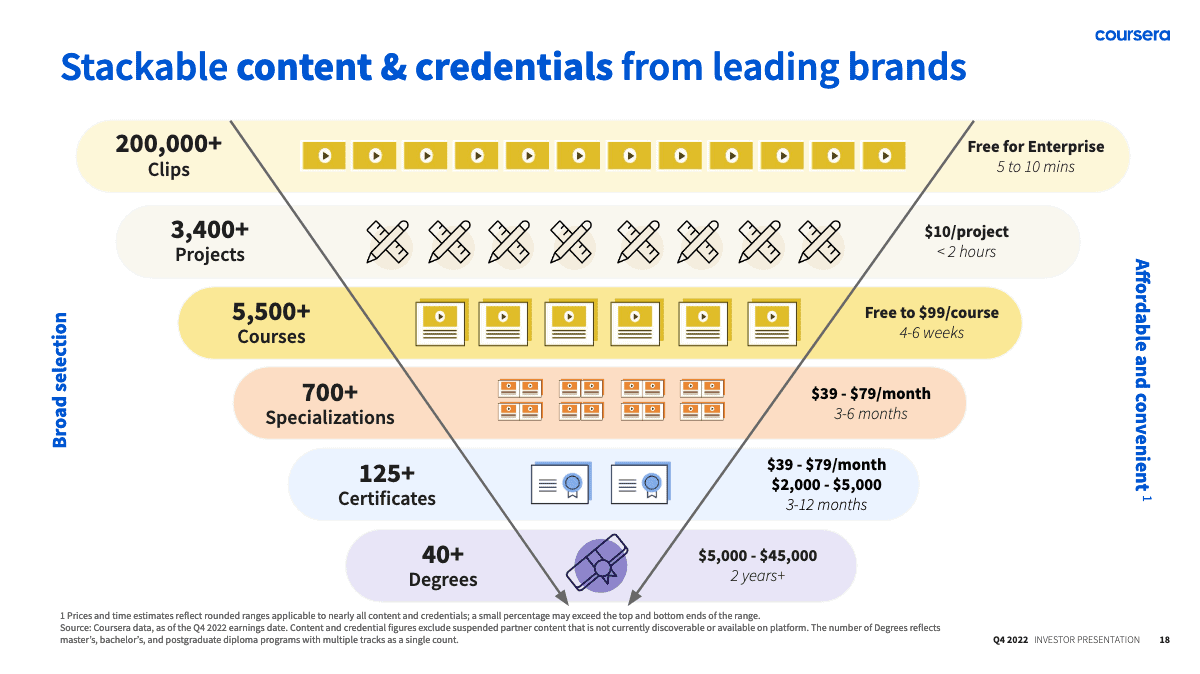 coursera
Stackable content & credentials from leading brands
200,000+
Clips
Free for Enterprise
5 to 10 mins
3,400+
Projects
$10/project
< 2 hours
5,500+
Courses
Free to $99/course
4-6 weeks
700+
Specializations
$39 - $79/month
3-6 months
125+
Certificates
$39 - $79/month
$2,000 - $5,000
3-12 months
40+
Degrees
$5,000 - $45,000
2 years+
Broad selection
Affordable and convenient 1
1 Prices and time estimates reflect rounded ranges applicable to nearly all content and credentials; a small percentage may exceed the top and bottom ends of the range.
Source: Coursera data, as of the Q4 2022 earnings date. Content and credential figures exclude suspended partner content that is not currently discoverable or available on platform. The number of Degrees reflects
master's, bachelor's, and postgraduate diploma programs with multiple tracks as a single count.
Q4 2022 INVESTOR PRESENTATION 18